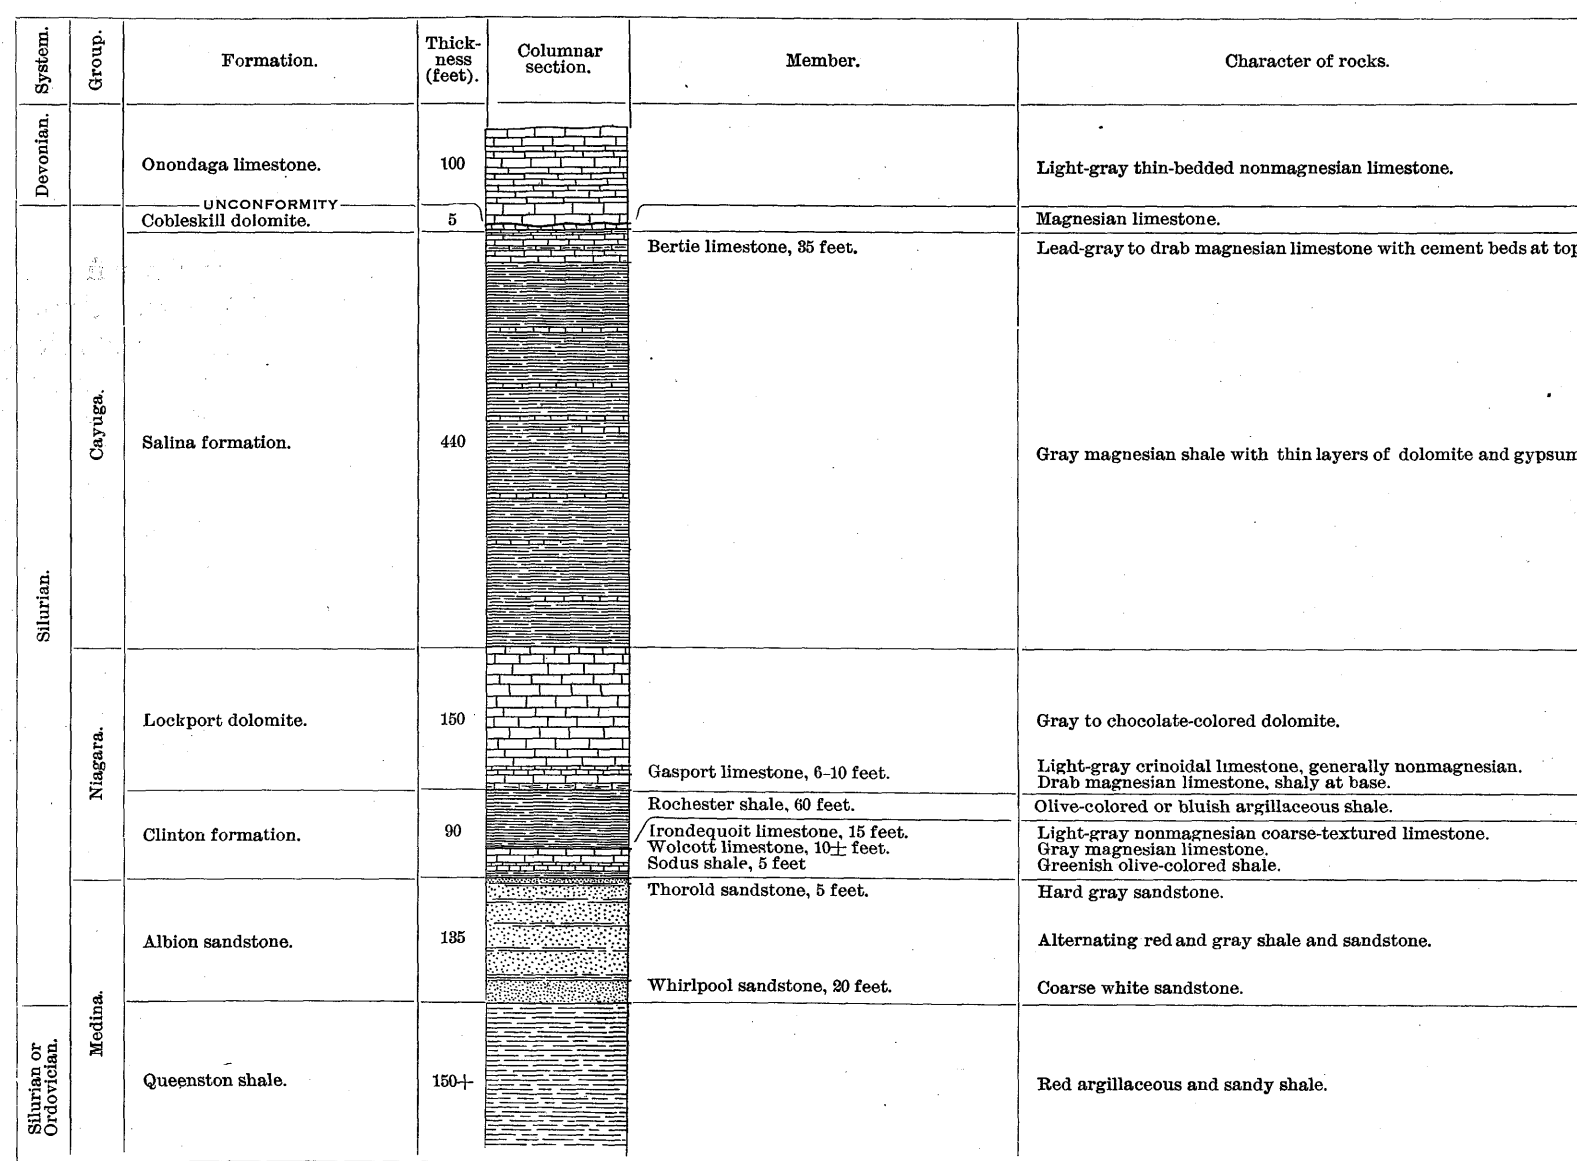 System.
Group.
Formation.
Thick-
ness
(feet).
Columnar
section.
Member.
Character of rocks.
Devonian.
Onondaga limestone.
100
Light-gray thin-bedded nonmagnesian limestone.
UNCONFORMITY
Silurian.
Cayuga.
Cobleskill dolomite.
5
Magnesian limestone.
Bertie limestone, 35 feet.
Lead-gray to drab magnesian limestone with cement beds at top
Salina formation.
440
Gray magnesian shale with thin layers of dolomite and gypsum
Niagara.
Lockport dolomite.
150
Gray to chocolate-colored dolomite.
Gasport limestone, 6-10 feet.
Light-gray crinoidal limestone, generally nonmagnesian.
Drab magnesian limestone, shaly at base.
Clinton formation.
90
Rochester shale, 60 feet.
Olive-colored or bluish argillaceous shale.
Irondequoit limestone, 15 feet.
Light-gray nonmagnesian coarse-textured limestone.
Wolcott limestone, 10± feet.
Gray magnesian limestone.
Sodus shale, 5 feet
Greenish olive-colored shale.
Medina.
Albion sandstone.
135
Thorold sandstone, 5 feet.
Hard gray sandstone.
Alternating red and gray shale and sandstone.
Whirlpool sandstone, 20 feet.
Coarse white sandstone.
Silurian or
Ordovician.
Queenston shale.
150+
Red argillaceous and sandy shale.